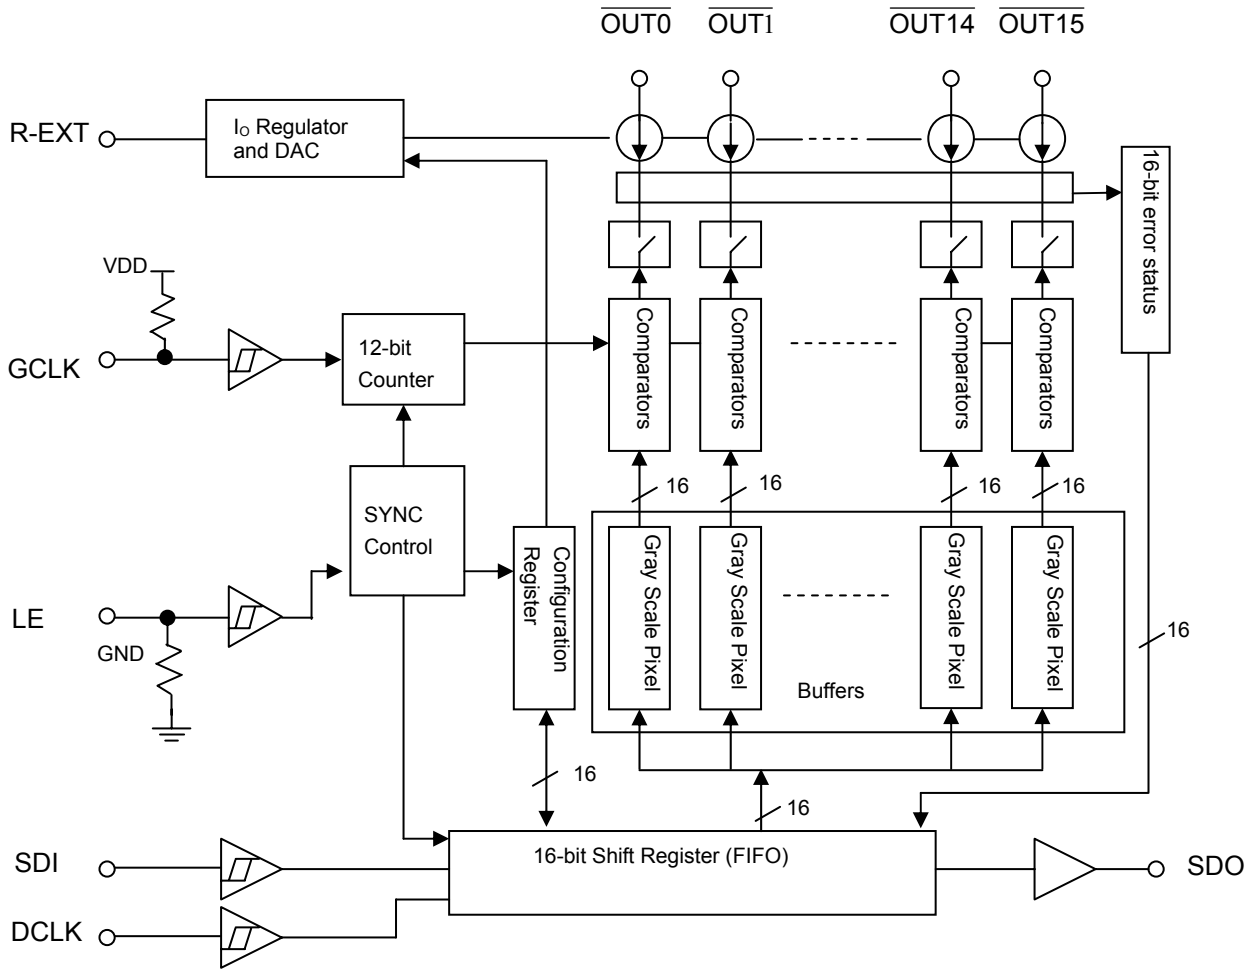 OUT0 OUT1 OUT14 OUT15
R-EXT
IO Regulator
and DAC
16-bit error status
VDD
GCLK
12-bit
Counter
Comparators
Comparators
Comparators
Comparators
16 16 16 16
SYNC
Control
Configuration
Register
Gray Scale Pixel
Gray Scale Pixel
Gray Scale Pixel
Gray Scale Pixel
LE
GND
16
Buffers
16
16
16-bit Shift Register (FIFO)
SDI
SDO
DCLK